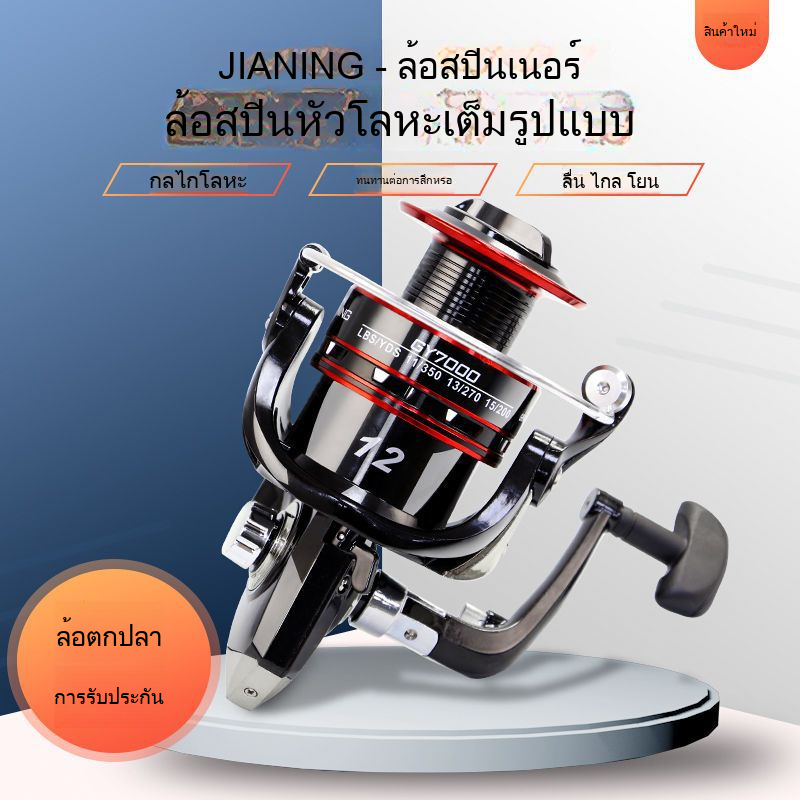 สินค้าใหม่
JIANING - ล้อสปินเนอร์
ล้อสปินหัวโลหะเต็มรูปแบบ
กลไกโลหะ
ทนทานต่อการสึกหรอ
ลื่น ไกล โยน
NG
GY7000
LBS/YDS 11/350 13/270 15/200
12
ล้อตกปลา
การรับประกัน